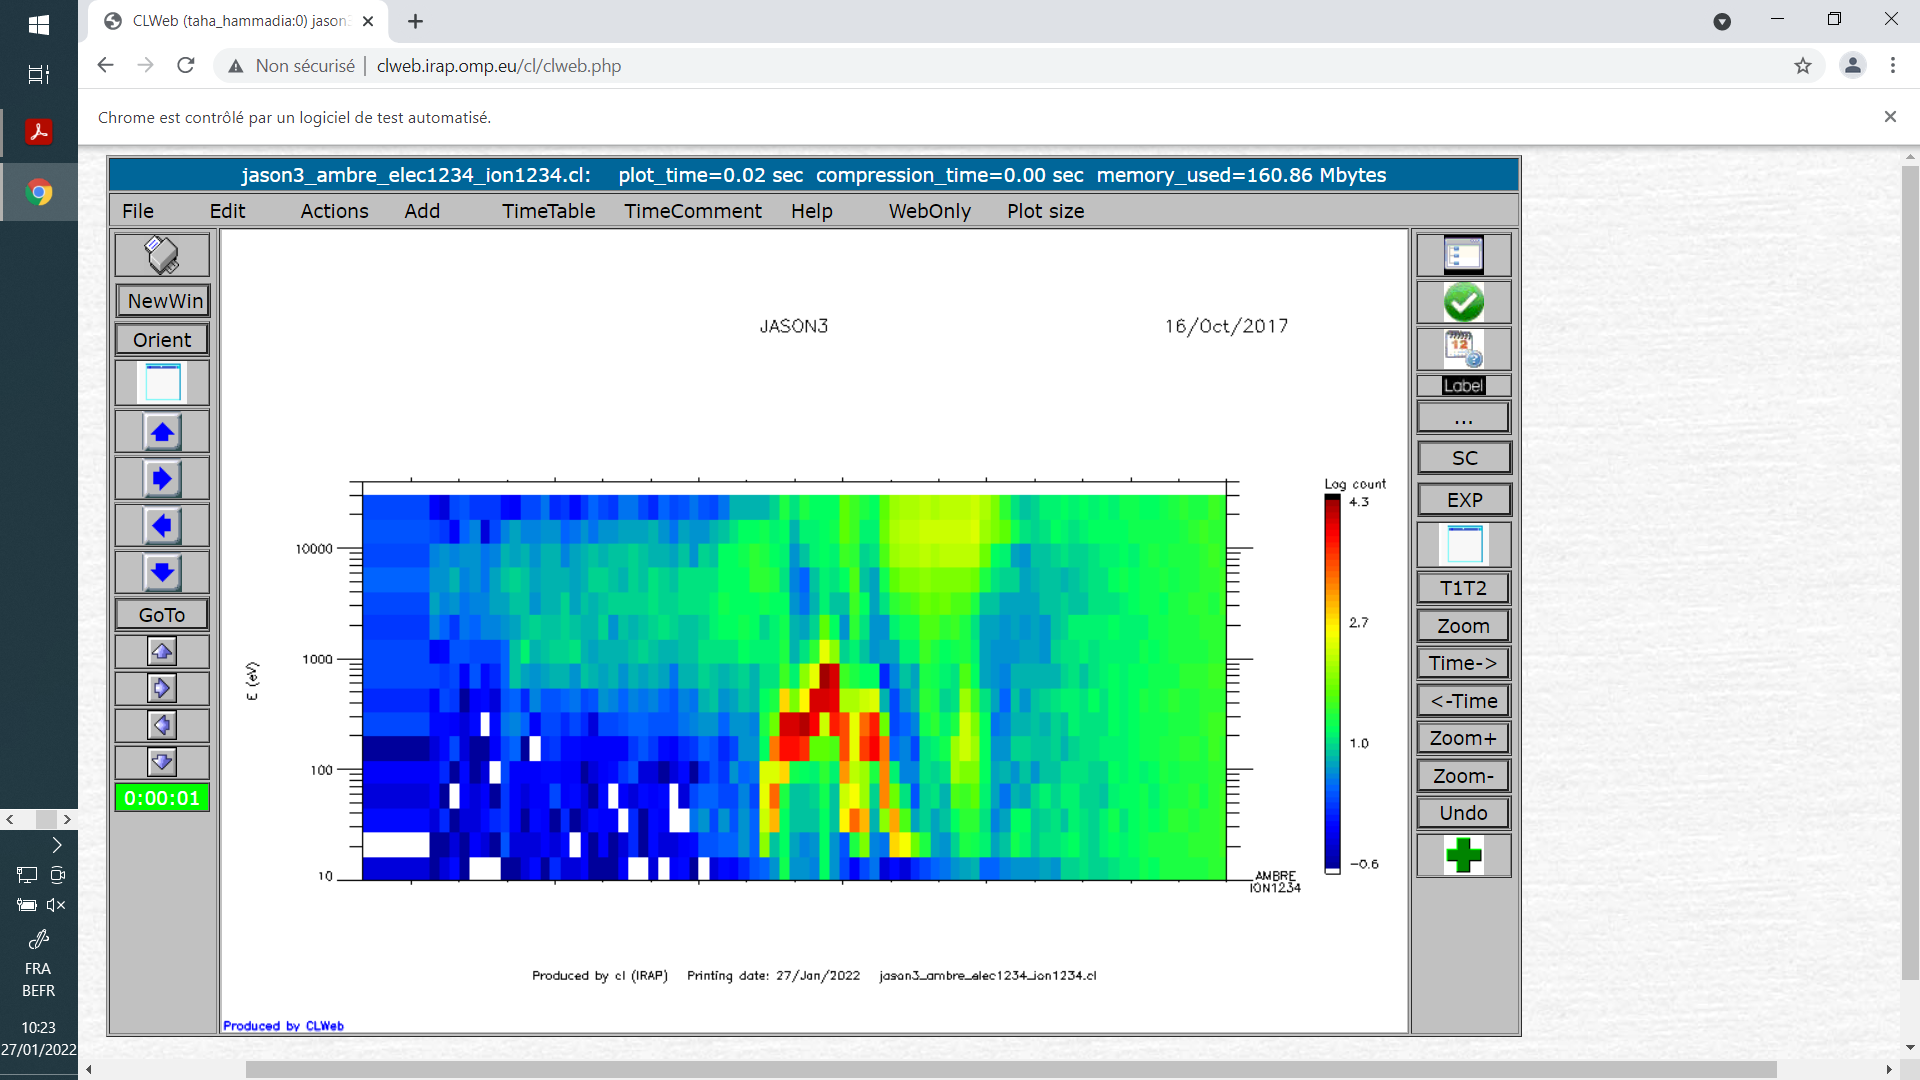 CLWeb (taha_hammadia:0) jason3
Non sécurisé | clweb.irap.omp.eu/cl/clweb.php
Chrome est contrôlé par un logiciel de test automatisé.
jason3_ambre_elec1234_ion1234.cl: plot_time=0.02 sec compression_time=0.00 sec memory_used=160.86 Mbytes
File Edit Actions Add TimeTable TimeComment Help WebOnly Plot size
NewWin
Orient
GoTo
0:00:01
JASON3 16/Oct/2017
Log count
4.3
2.7
1.0
-0.6
E (eV)
10000
1000
100
10
AMBRE
ION1234
Produced by cl (IRAP) Printing date: 27/Jan/2022 jason3_ambre_elec1234_ion1234.cl
Produced by CLWeb
12
Label
...
SC
EXP
T1T2
Zoom
Time->
<-Time
Zoom+
Zoom-
Undo
FRA
BEFR
10:23
27/01/2022